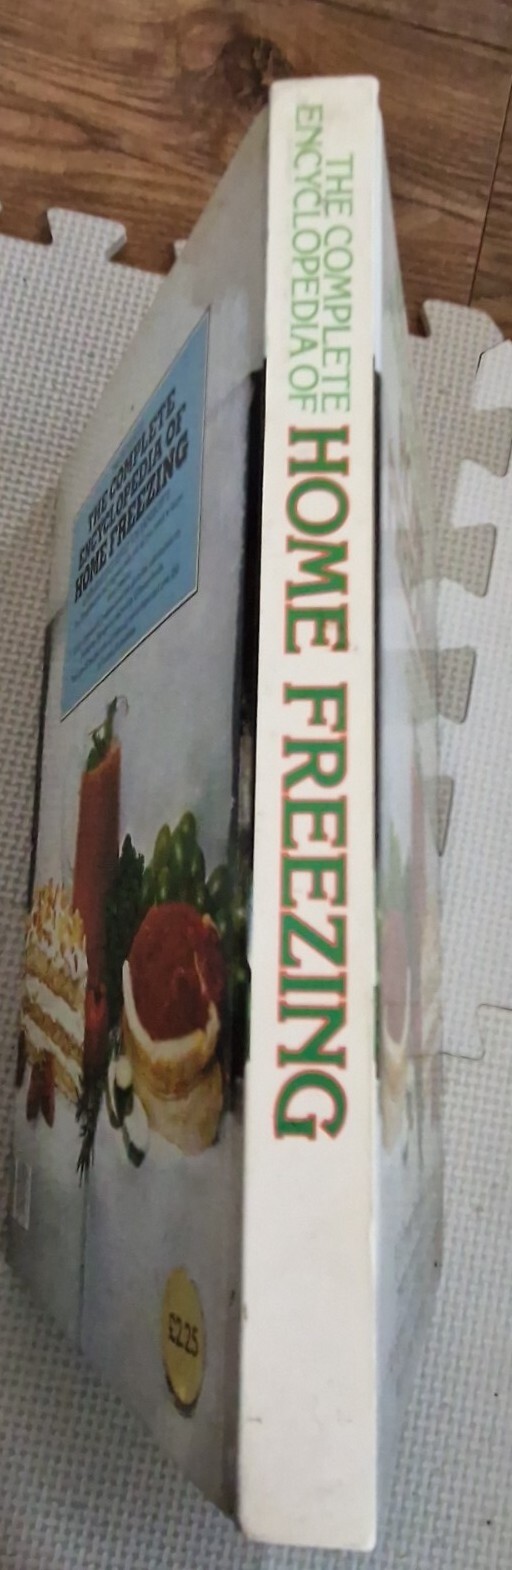 THE COMPLETE
ENCYCLOPEDIA OF
HOME FREEZING
THE COMPLETE
ENCYCLOPEDIA OF
HOME FREEZING
£2.25